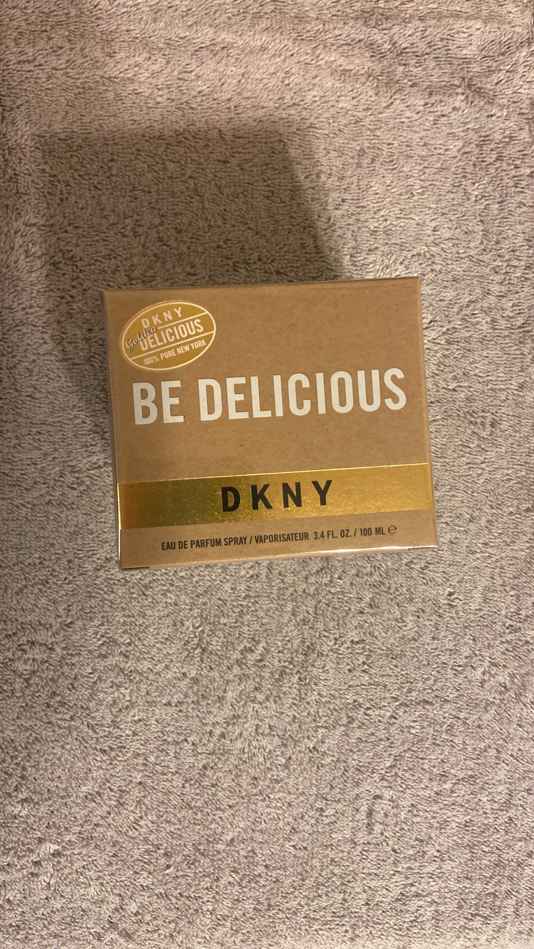 DKNY
Golden
DELICIOUS
100% PURE NEW YORK
BE DELICIOUS
DKNY
EAU DE PARFUM SPRAY / VAPORISATEUR 3.4 FL. OZ. / 100 ML ℮